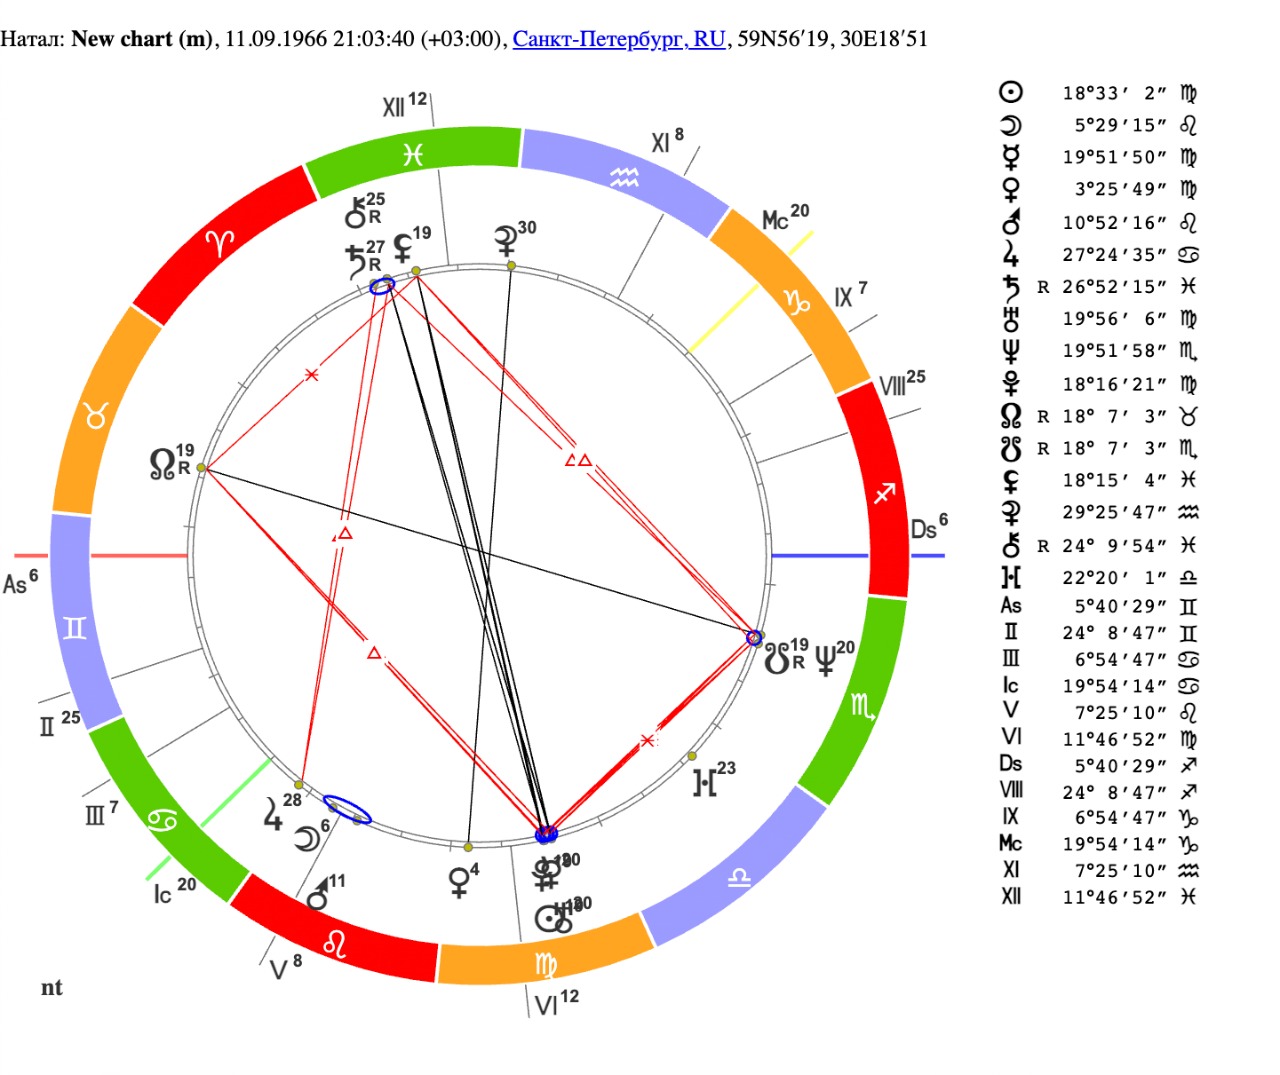 Натал: New chart (m), 11.09.1966 21:03:40 (+03:00), Санкт-Петербург, RU, 59N56′19, 30E18′51
☉ 18°33′ 2″ ♍
☽ 5°29′15″ ♌
☿ 19°51′50″ ♍
♀ 3°25′49″ ♍
♂ 10°52′16″ ♌
♃ 27°24′35″ ♋
♄ R 26°52′15″ ♓
♅ 19°56′ 6″ ♍
♆ 19°51′58″ ♏
♇ 18°16′21″ ♍
☊ R 18° 7′ 3″ ♉
☋ R 18° 7′ 3″ ♏
⚸ 18°15′ 4″ ♓
29°25′47″ ♒
⚷ R 24° 9′54″ ♓
22°20′ 1″ ♎
As 5°40′29″ ♊
II 24° 8′47″ ♊
III 6°54′47″ ♋
Ic 19°54′14″ ♋
V 7°25′10″ ♌
VI 11°46′52″ ♍
Ds 5°40′29″ ♐
VIII 24° 8′47″ ♐
IX 6°54′47″ ♑
Mc 19°54′14″ ♑
XI 7°25′10″ ♒
XII 11°46′52″ ♓
XII 12
XI 8
Mc 20
IX 7
VIII 25
Ds 6
As 6
II 25
III 7
Ic 20
V 8
VI 12
♓
♒
♈
♑
♉
♐
♊
♏
♋
♎
♌
♍
⚷ 25 R
♄ 27 R
⚸ 19
30
☊ 19 R
☋ 19 R
♆ 20
23
♃ 28
☽ 6
♂ 11
♀ 4
nt